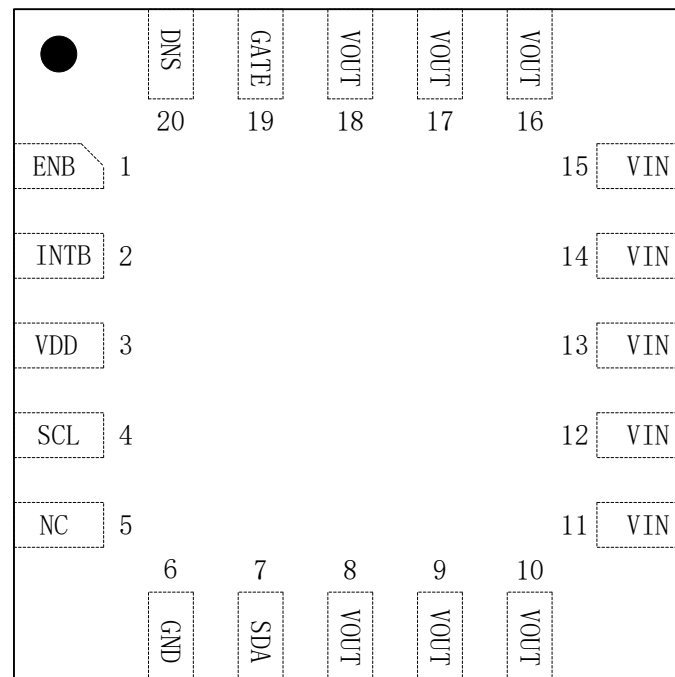 DNS GATE VOUT VOUT VOUT
20 19 18 17 16
ENB 1 15 VIN
INTB 2 14 VIN
VDD 3 13 VIN
SCL 4 12 VIN
NC 5 11 VIN
6 7 8 9 10
GND SDA VOUT VOUT VOUT